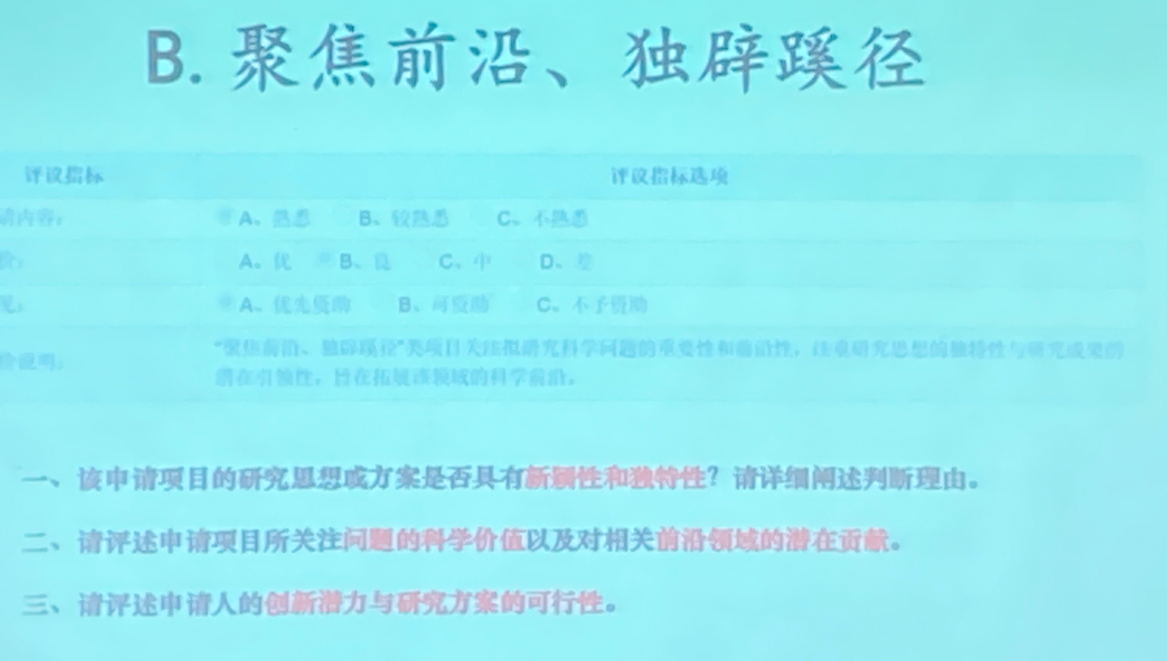 B. 聚焦前沿、独辟蹊径
评议指标 评议指标选项
请内容： A、熟悉 B、较熟悉 C、不熟悉
价： A、优 B、良 C、中 D、差
见： A、优先资助 B、可资助 C、不予资助
价说明： “聚焦前沿、独辟蹊径”类项目关注拟研究科学问题的重要性和前沿性，注重研究思想的独特性与研究成果的
潜在引领性，旨在拓展该领域的科学前沿。
一、该申请项目的研究思想或方案是否具有新颖性和独特性？请详细阐述判断理由。
二、请评述申请项目所关注问题的科学价值以及对相关前沿领域的潜在贡献。
三、请评述申请人的创新潜力与研究方案的可行性。